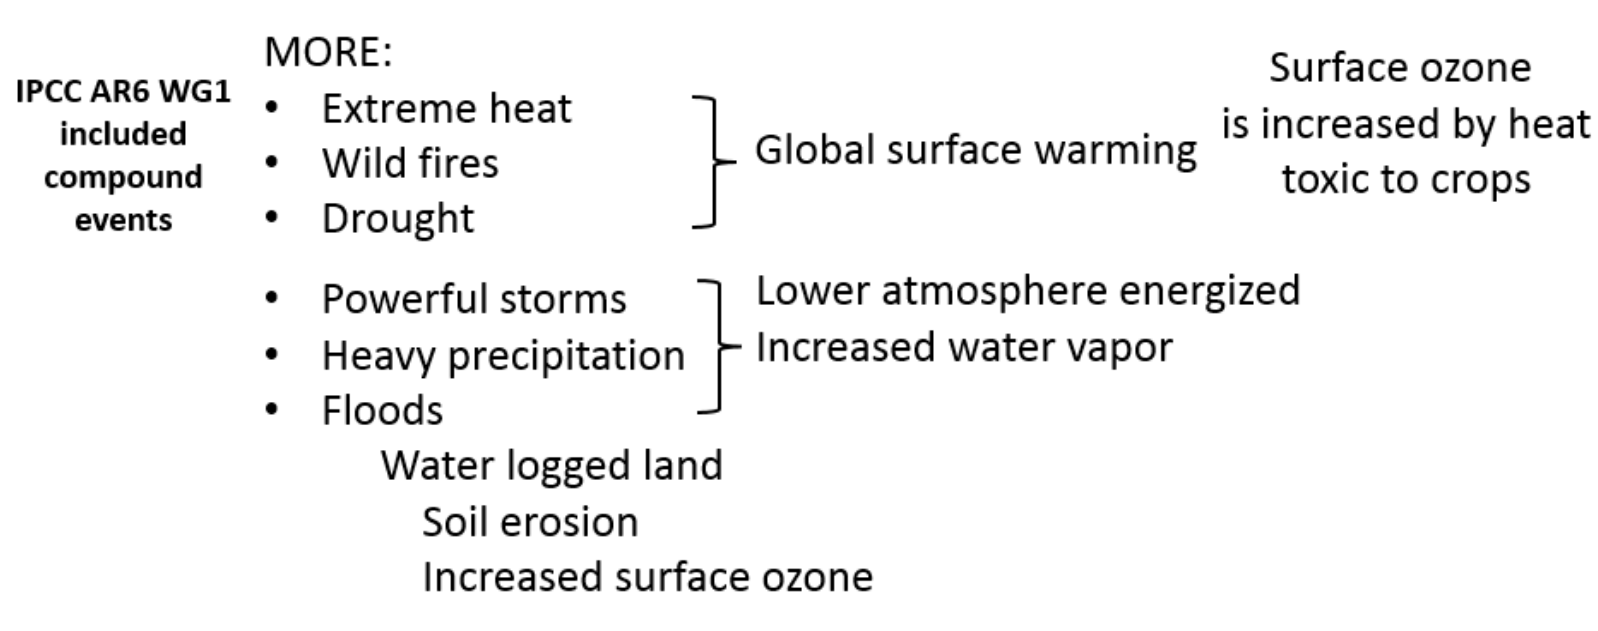 IPCC AR6 WG1
included
compound
events
MORE:
• Extreme heat
• Wild fires
• Drought
Global surface warming
Surface ozone
is increased by heat
toxic to crops
• Powerful storms
• Heavy precipitation
• Floods
Lower atmosphere energized
Increased water vapor
Water logged land
Soil erosion
Increased surface ozone